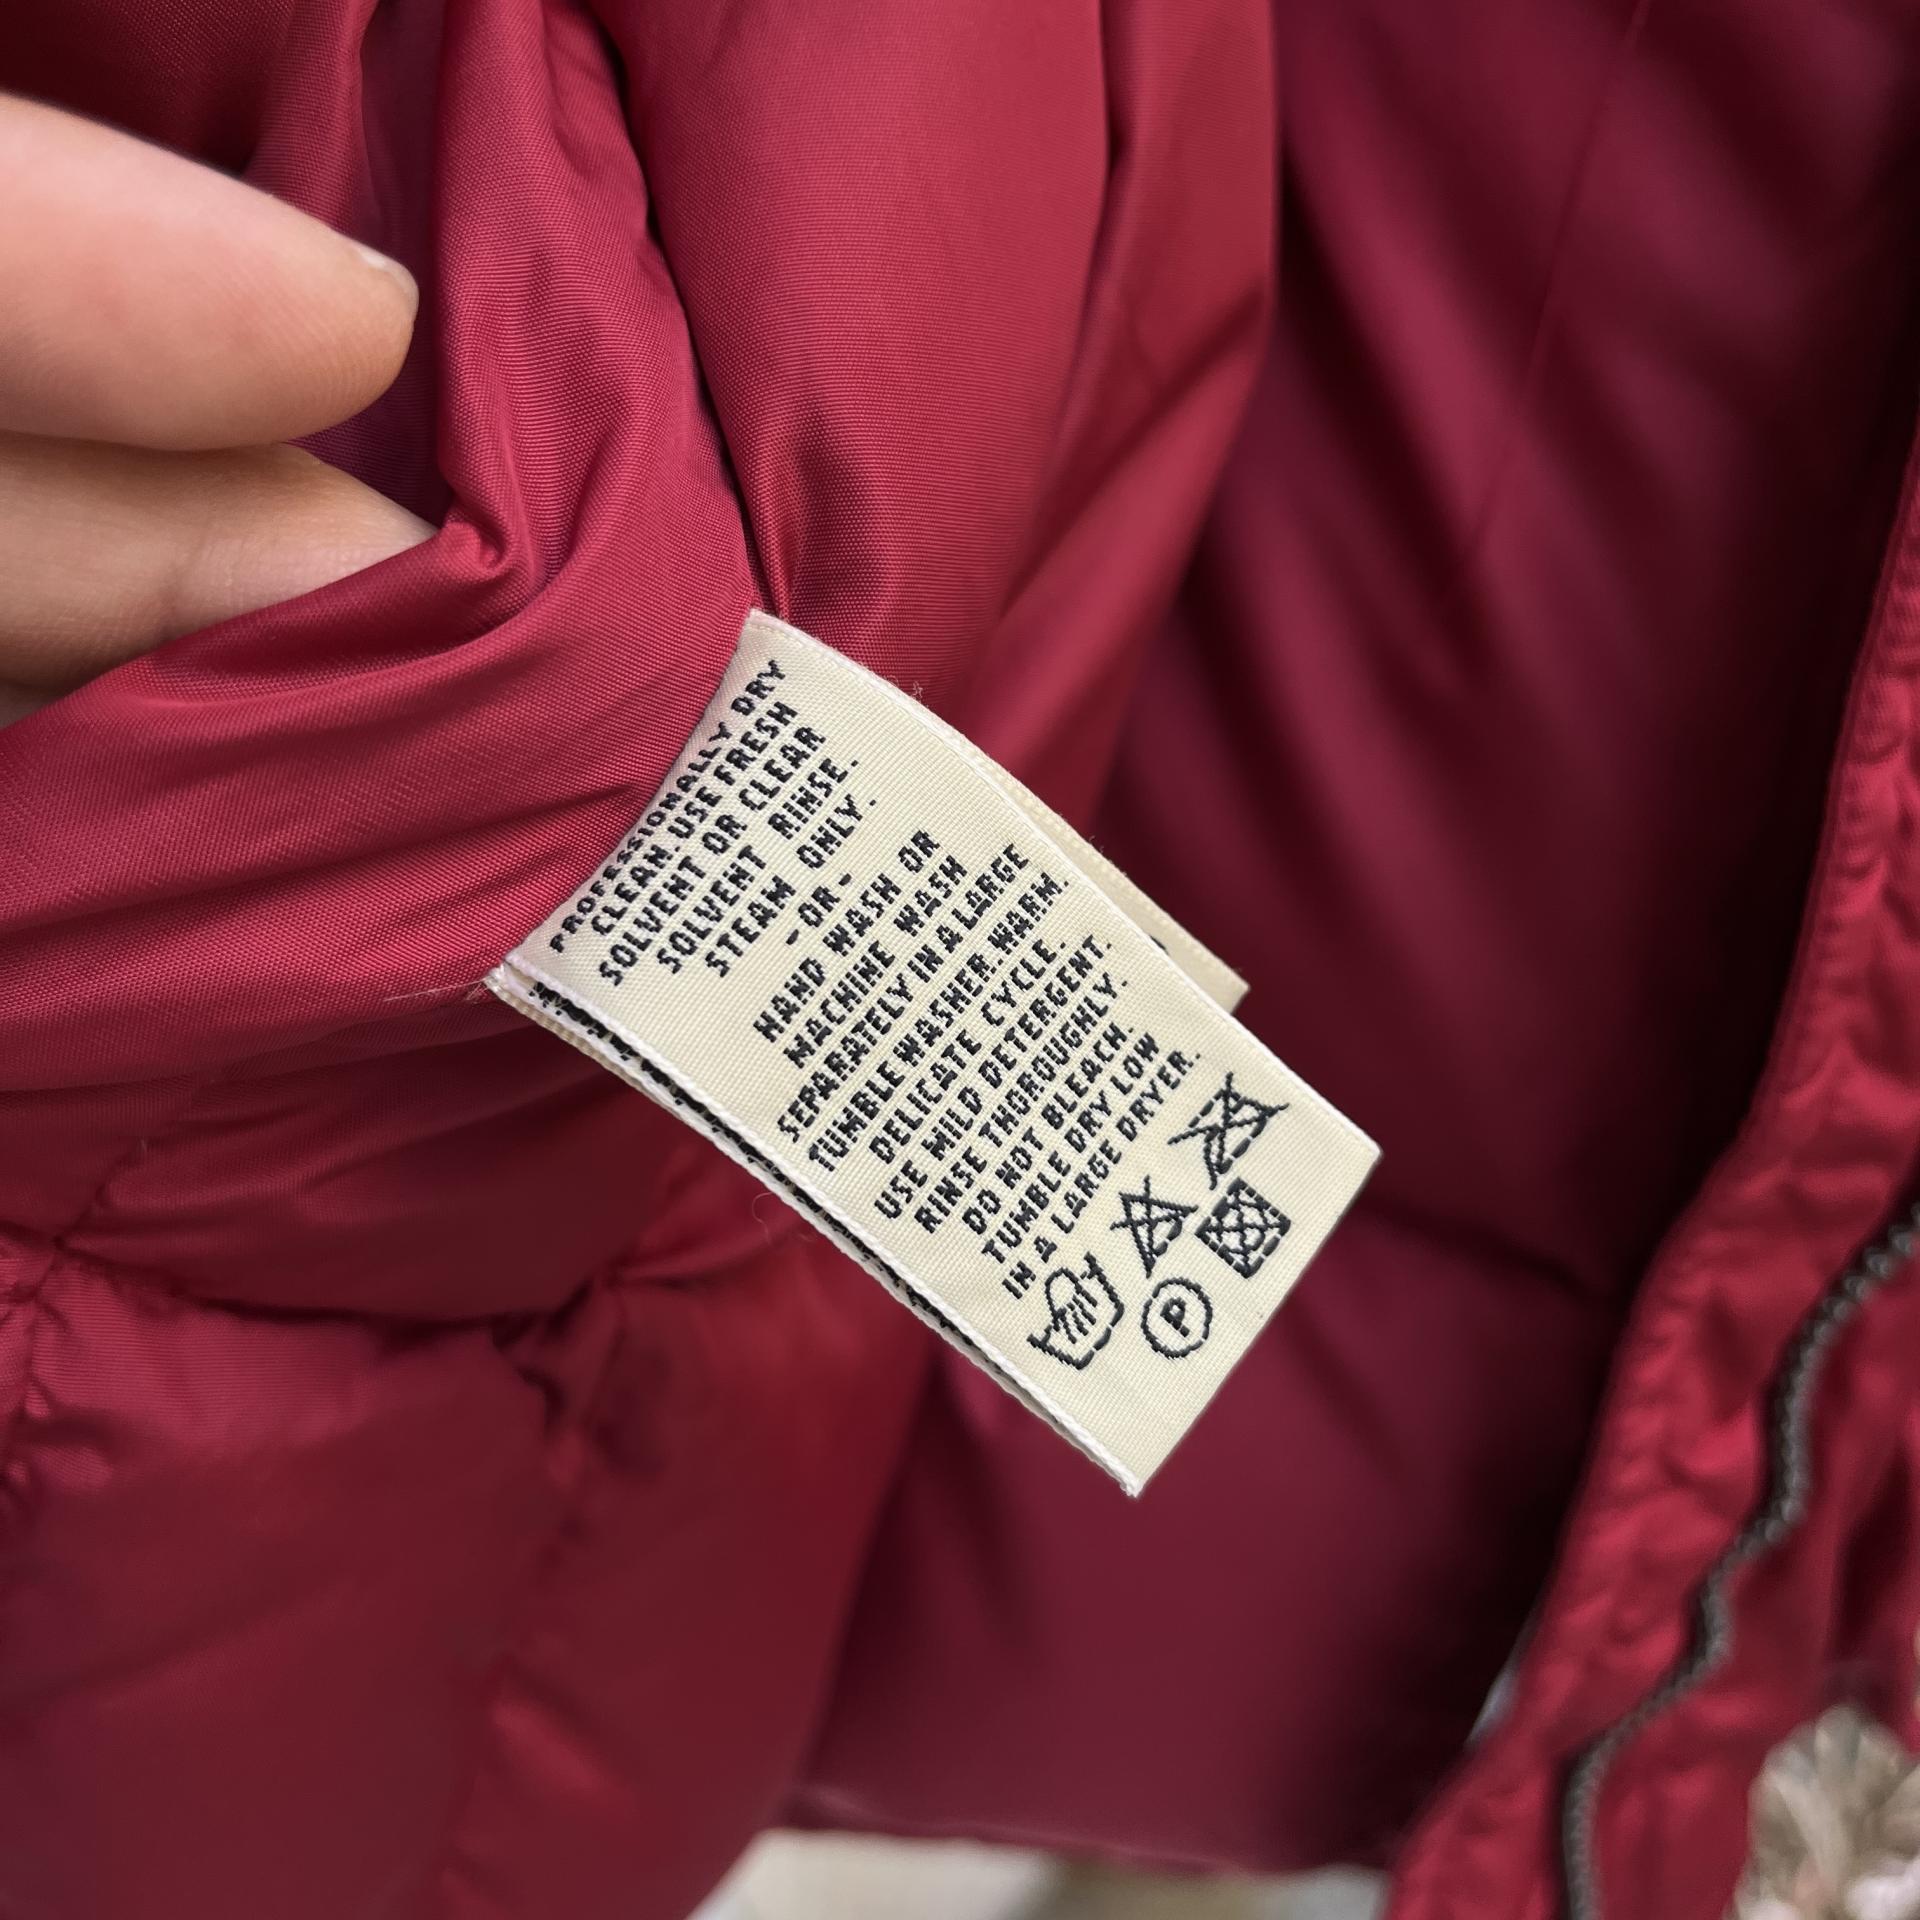 PROFESSIONALLY DRY
CLEAN. USE FRESH
SOLVENT OR CLEAR
SOLVENT RINSE.
STEAM ONLY.
-OR-
HAND WASH OR
MACHINE WASH
SEPARATELY IN A LARGE
TUMBLE WASHER. WARM.
DELICATE CYCLE.
USE MILD DETERGENT.
RINSE THOROUGHLY.
DO NOT BLEACH.
TUMBLE DRY LOW
IN A LARGE DRYER.
P